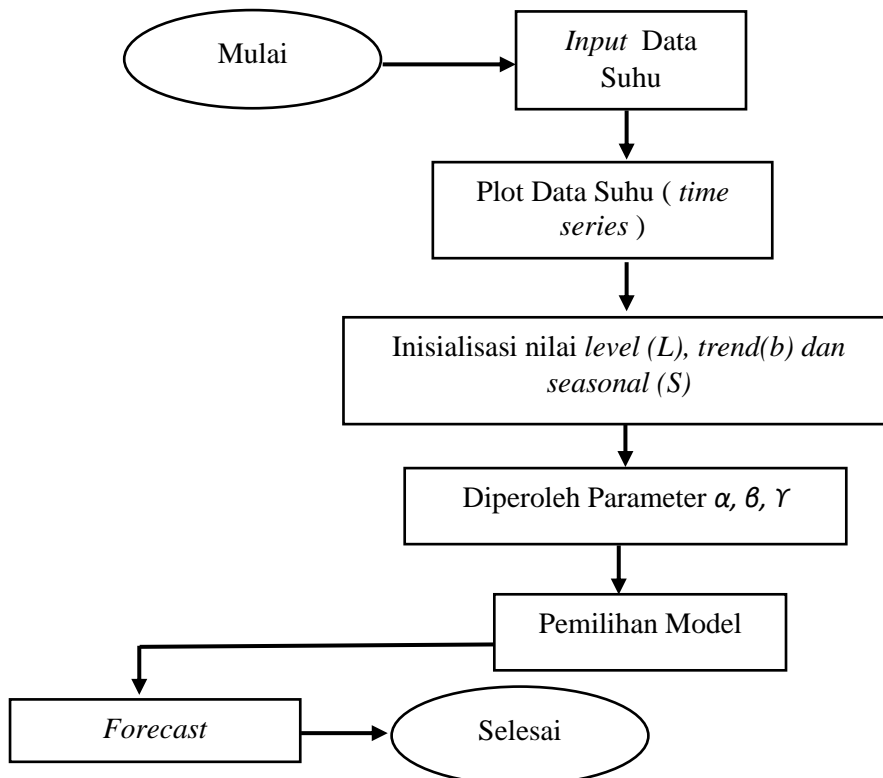 Mulai
Input Data
Suhu
Plot Data Suhu ( time
series )
Inisialisasi nilai level (L), trend(b) dan
seasonal (S)
Diperoleh Parameter α, β, ϒ
Pemilihan Model
Forecast
Selesai